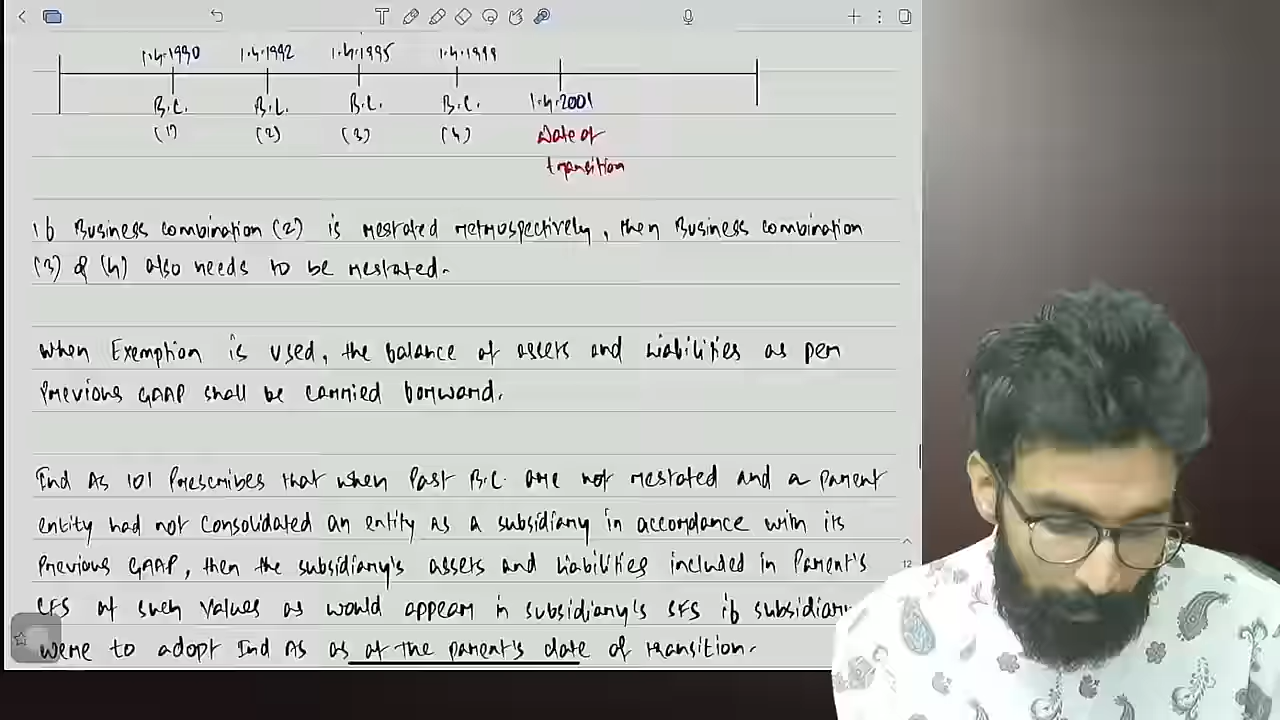 1.4.1990 1.4.1992 1.4.1995 1.4.1999
B.C. B.C. B.C. B.C. 1.4.2001
(1) (2) (3) (4) Date of
transition
If Business combination (2) is restated retrospectively, then Business combination
(3) & (4) also needs to be restated.
When Exemption is used, the balance of assets and liabilities as per
Previous GAAP shall be carried forward.
Ind As 101 Prescribes that when Past B.C. are not restated and a parent
entity had not consolidated an entity as a subsidiary in accordance with its
Previous GAAP, then the subsidiary's assets and liabilities included in Parent's
CFS at such values as would appear in subsidiary's SFS if subsidiary
were to adopt Ind AS as at the parent's date of transition.
12